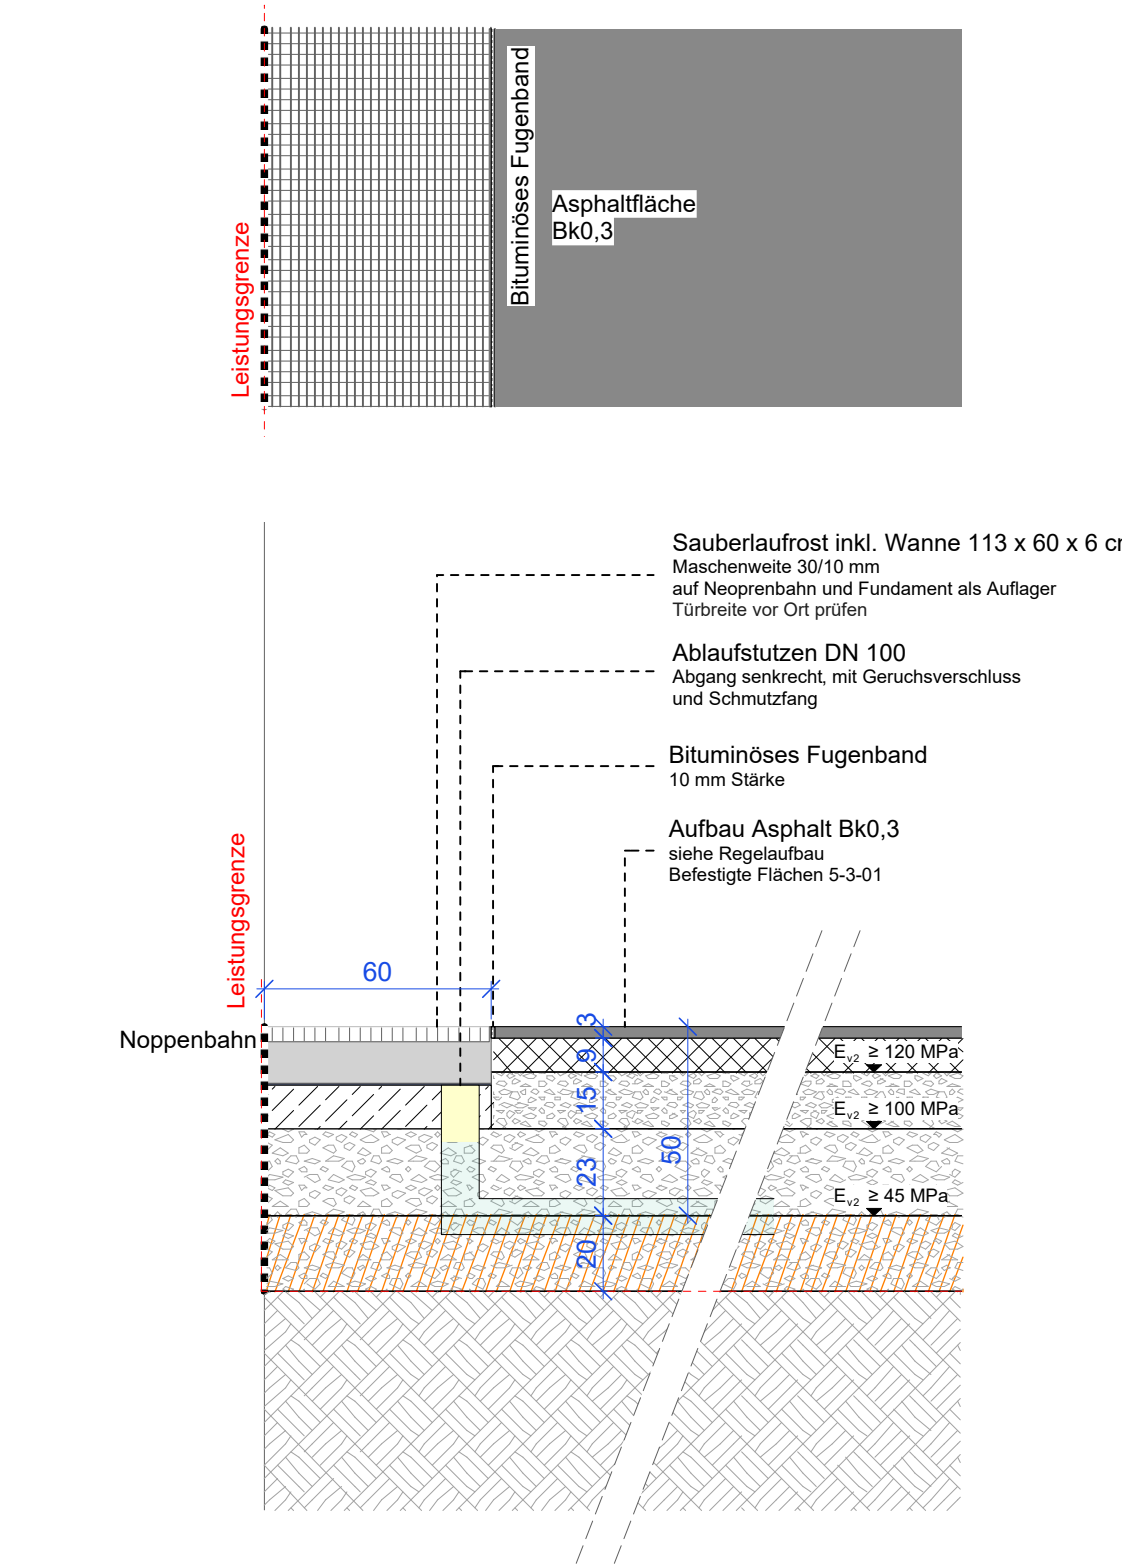 Leistungsgrenze
Bituminöses Fugenband
Asphaltfläche
Bk0,3
Sauberlaufrost inkl. Wanne 113 x 60 x 6 cm
Maschenweite 30/10 mm
auf Neoprenbahn und Fundament als Auflager
Türbreite vor Ort prüfen
Ablaufstutzen DN 100
Abgang senkrecht, mit Geruchsverschluss
und Schmutzfang
Bituminöses Fugenband
10 mm Stärke
Aufbau Asphalt Bk0,3
siehe Regelaufbau
Befestigte Flächen 5-3-01
Leistungsgrenze
60
Noppenbahn
3
9
15
23
20
50
Ev2 ≥ 120 MPa
Ev2 ≥ 100 MPa
Ev2 ≥ 45 MPa